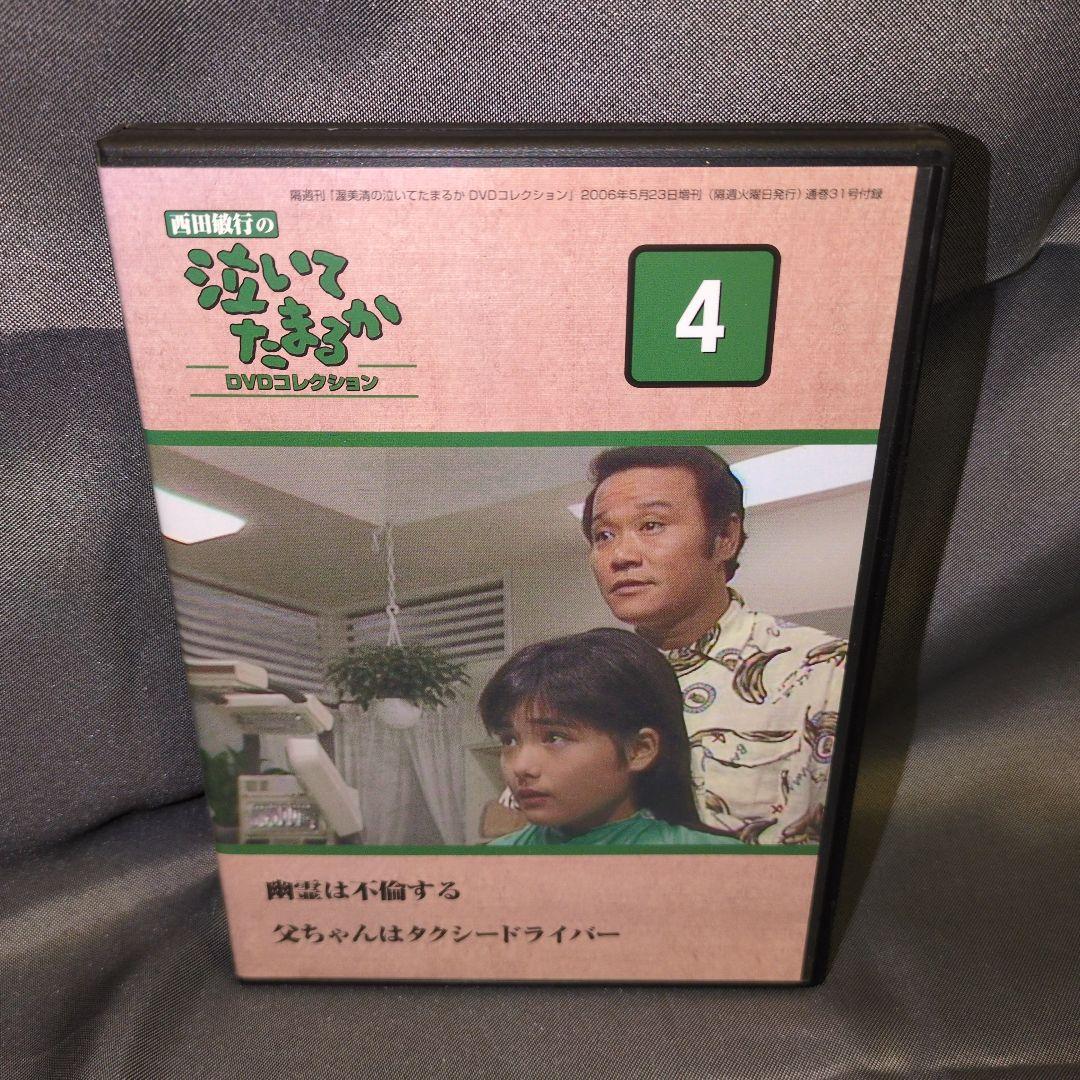 隔週刊「渥美清の泣いてたまるか DVDコレクション」2006年5月23日増刊（隔週火曜日発行）通巻31号付録
西田敏行の
泣いて
たまるか
DVDコレクション
4
幽霊は不倫する
父ちゃんはタクシードライバー